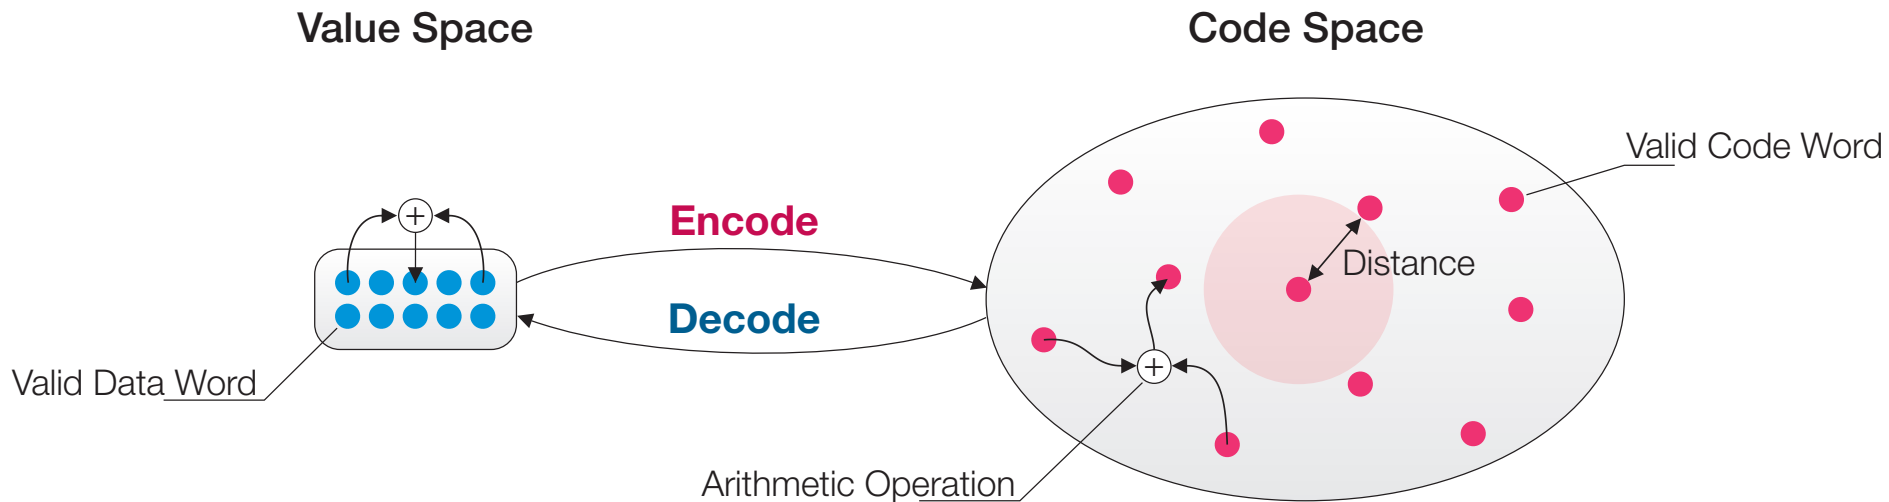 Value Space
Code Space
Valid Code Word
+
Encode
Distance
Decode
+
Valid Data Word
Arithmetic Operation